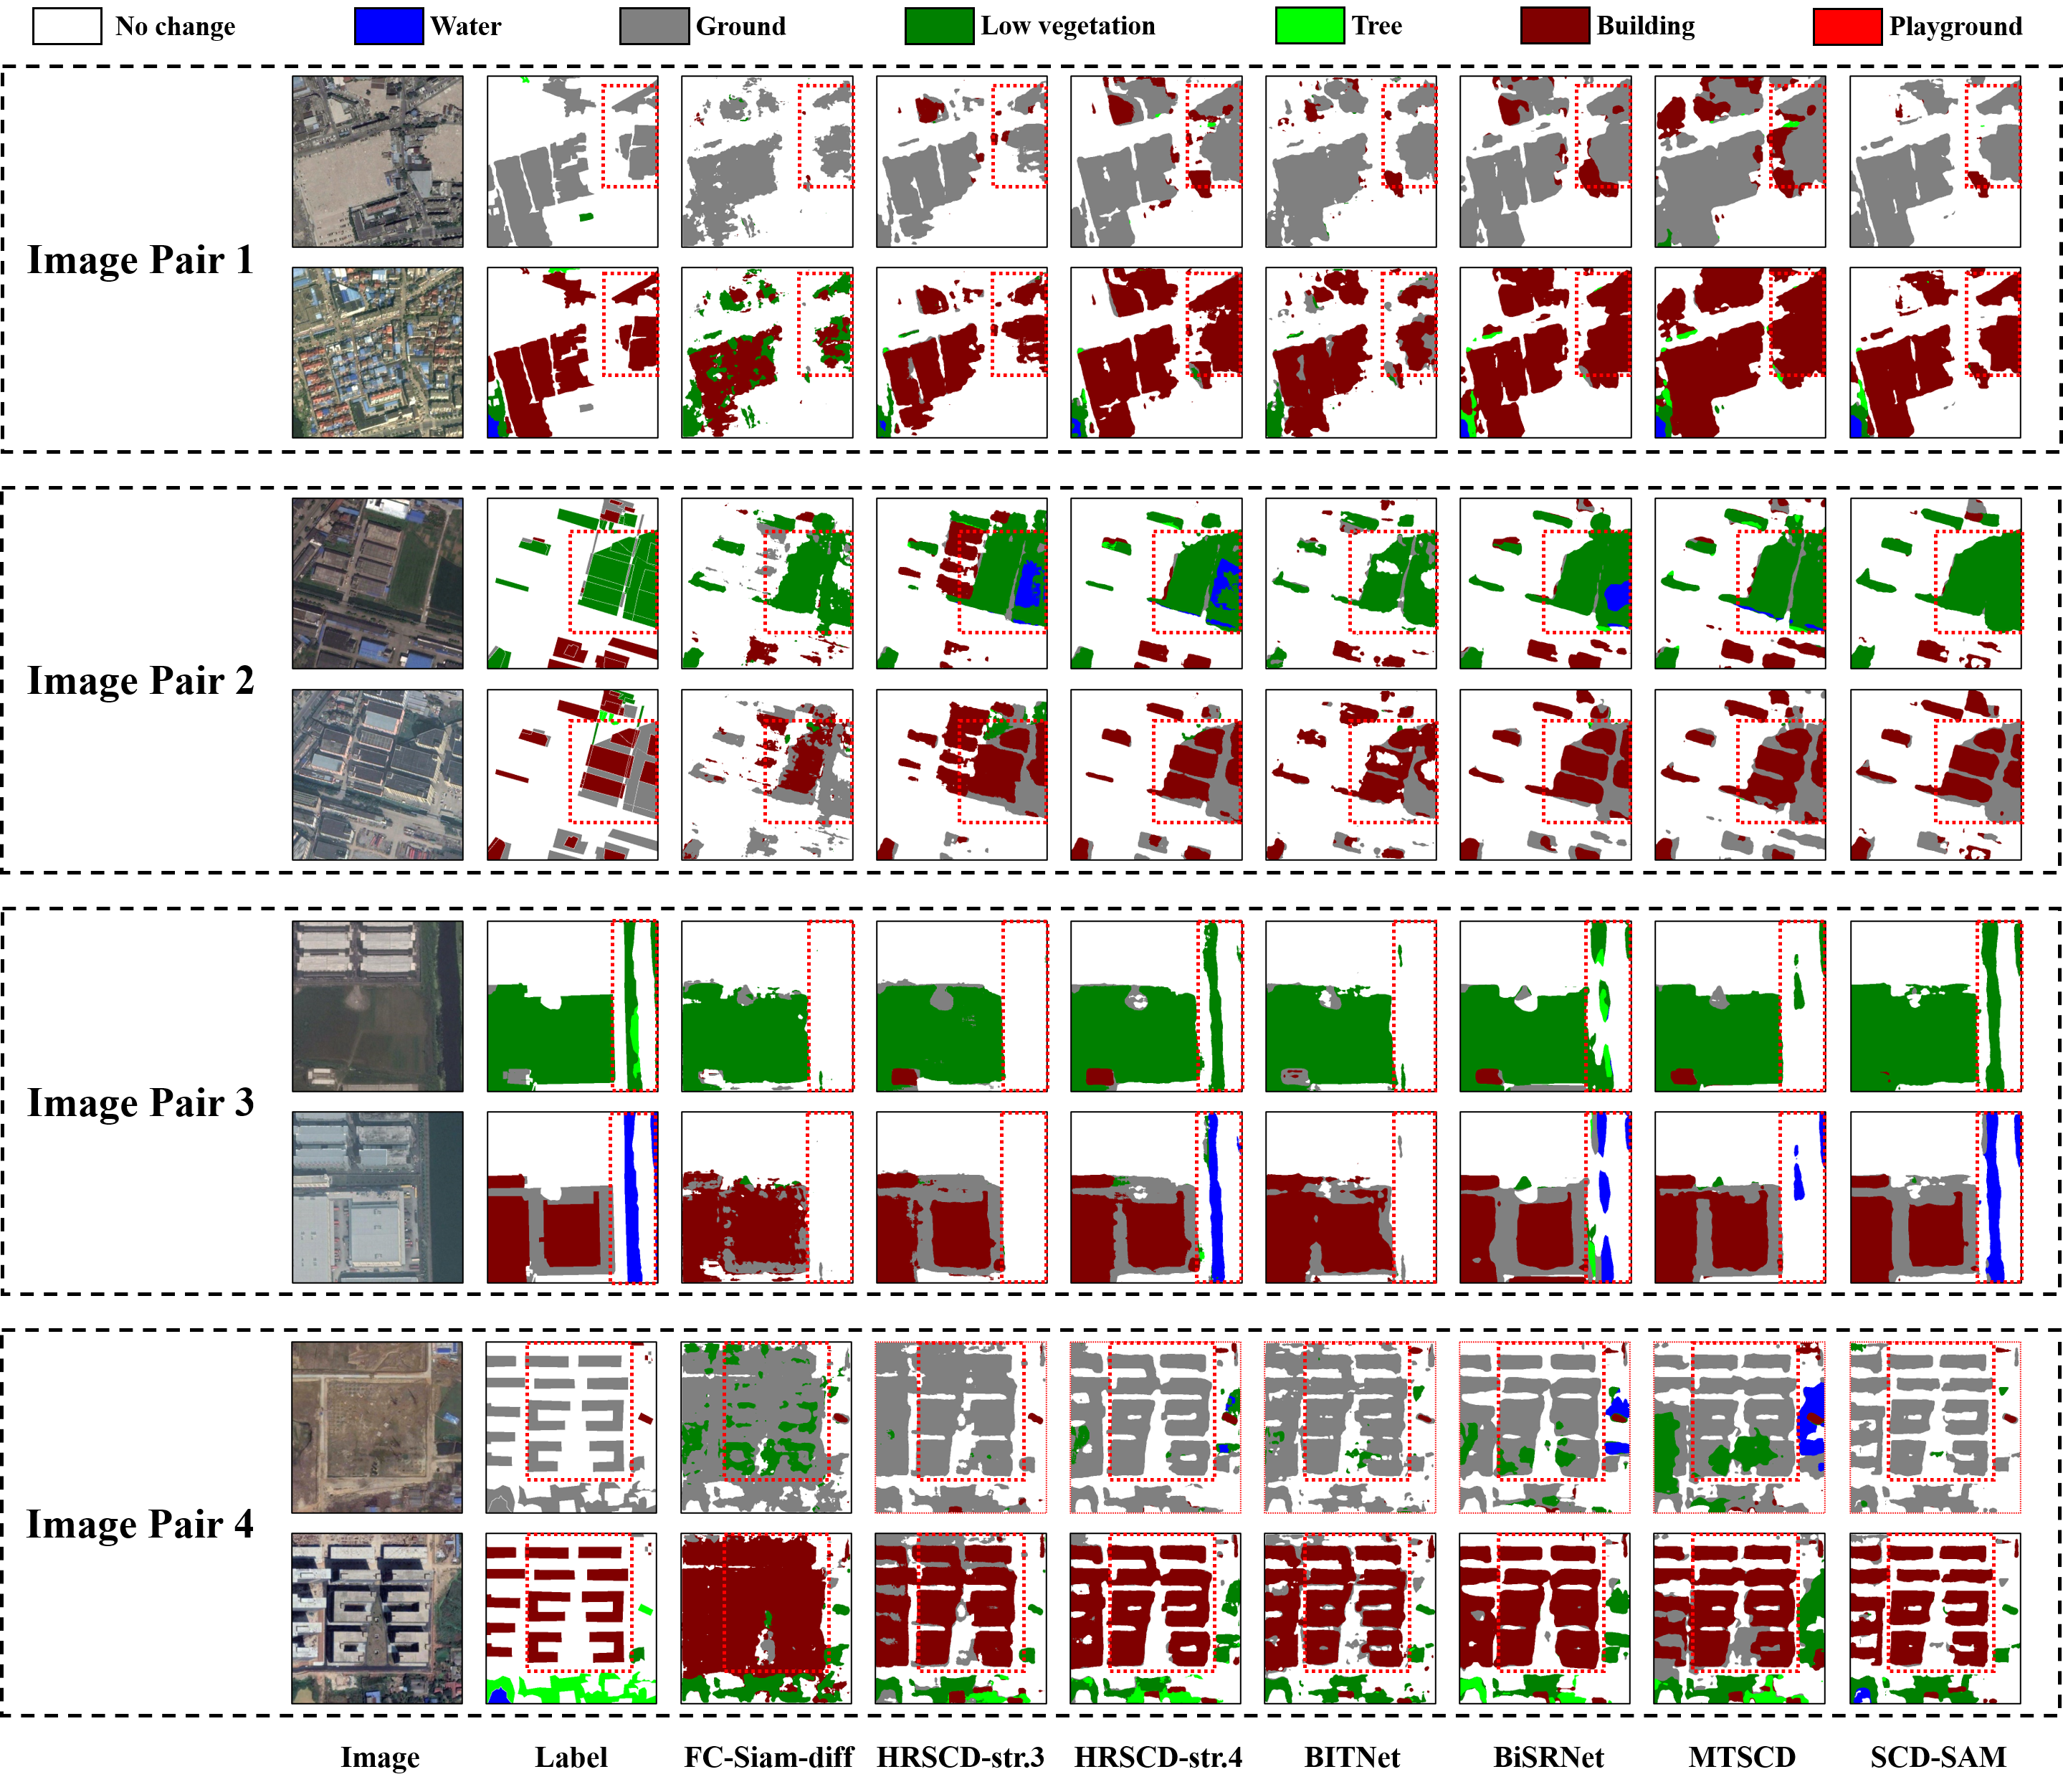 No change Water Ground Low vegetation Tree Building Playground
Image Pair 1
Image Pair 2
Image Pair 3
Image Pair 4
Image Label FC-Siam-diff HRSCD-str.3 HRSCD-str.4 BITNet BiSRNet MTSCD SCD-SAM